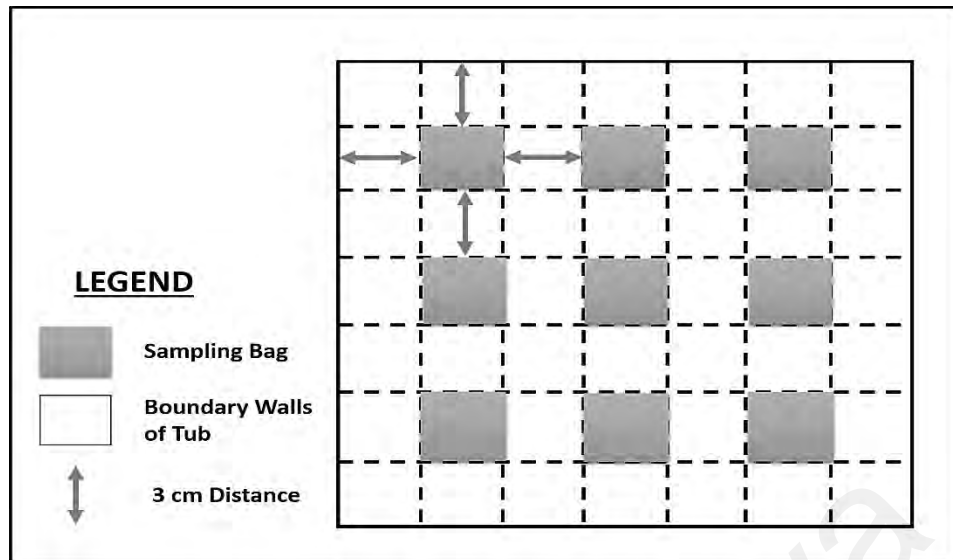 LEGEND
Sampling Bag
Boundary Walls
of Tub
3 cm Distance